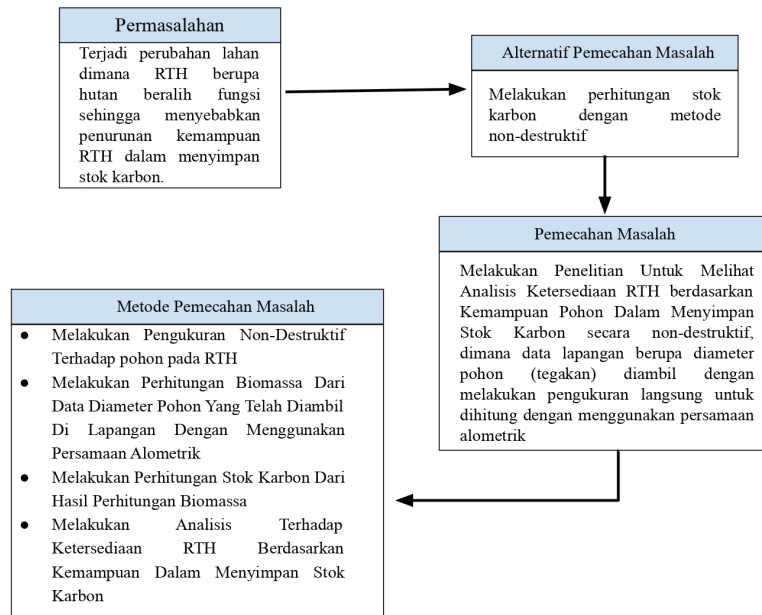 Permasalahan
Terjadi perubahan lahan
dimana RTH berupa
hutan beralih fungsi
sehingga menyebabkan
penurunan kemampuan
RTH dalam menyimpan
stok karbon.
Alternatif Pemecahan Masalah
Melakukan perhitungan stok
karbon dengan metode
non-destruktif
Pemecahan Masalah
Melakukan Penelitian Untuk Melihat
Analisis Ketersediaan RTH berdasarkan
Kemampuan Pohon Dalam Menyimpan
Stok Karbon secara non-destruktif,
dimana data lapangan berupa diameter
pohon (tegakan) diambil dengan
melakukan pengukuran langsung untuk
dihitung dengan menggunakan persamaan
alometrik
Metode Pemecahan Masalah
● Melakukan Pengukuran Non-Destruktif
Terhadap pohon pada RTH
● Melakukan Perhitungan Biomassa Dari
Data Diameter Pohon Yang Telah Diambil
Di Lapangan Dengan Menggunakan
Persamaan Alometrik
● Melakukan Perhitungan Stok Karbon Dari
Hasil Perhitungan Biomassa
● Melakukan Analisis Terhadap
Ketersediaan RTH Berdasarkan
Kemampuan Dalam Menyimpan Stok
Karbon